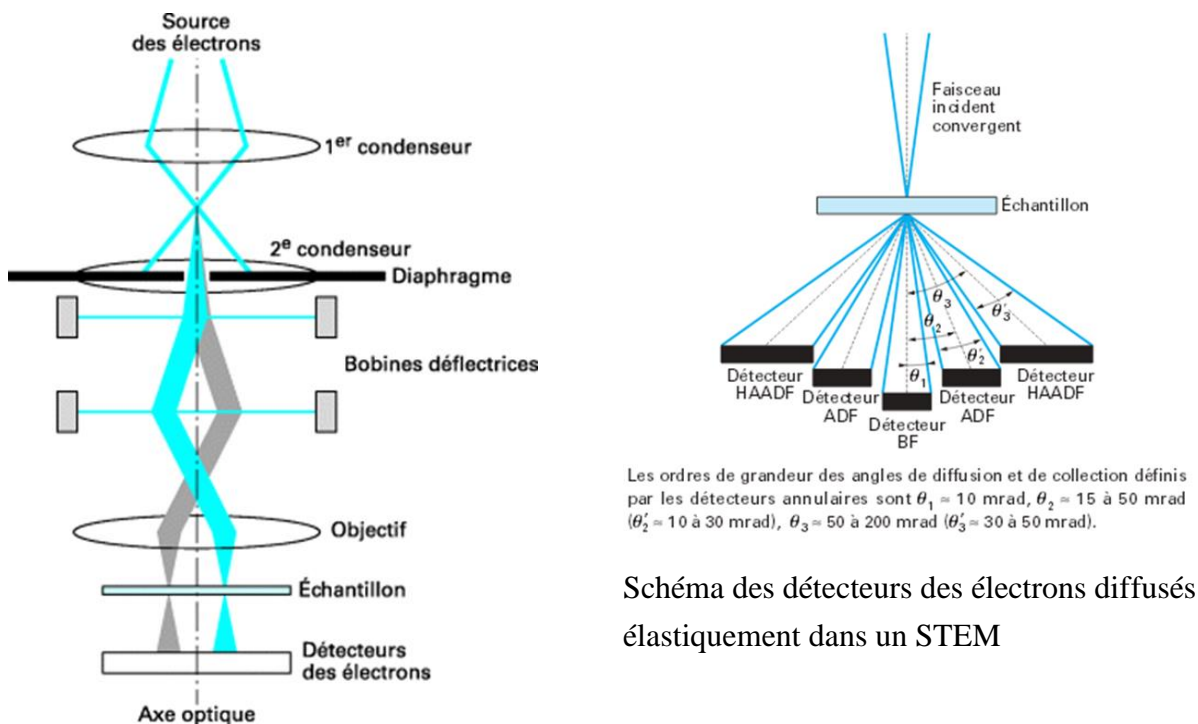 Source
des électrons
1er condenseur
2e condenseur
Diaphragme
Bobines déflectrices
Objectif
Échantillon
Détecteurs
des électrons
Axe optique
Faisceau
incident
convergent
Échantillon
θ3
θ′3
θ2
θ′2
θ1
Détecteur
HAADF
Détecteur
ADF
Détecteur
BF
Détecteur
ADF
Détecteur
HAADF
Les ordres de grandeur des angles de diffusion et de collection définis
par les détecteurs annulaires sont θ1 ≈ 10 mrad, θ2 ≈ 15 à 50 mrad
(θ′2 ≈ 10 à 30 mrad), θ3 ≈ 50 à 200 mrad (θ′3 ≈ 30 à 50 mrad).
Schéma des détecteurs des électrons diffusés
élastiquement dans un STEM